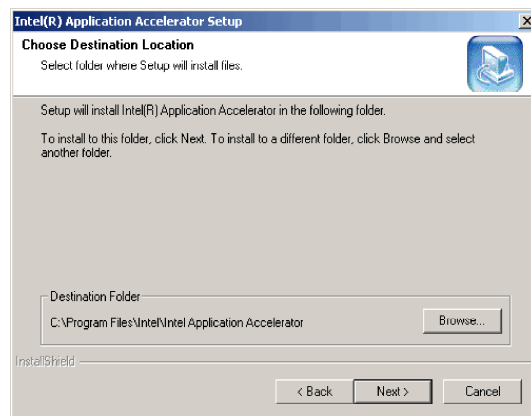 Intel(R) Application Accelerator Setup
Choose Destination Location
Select folder where Setup will install files.
Setup will install Intel(R) Application Accelerator in the following folder.
To install to this folder, click Next. To install to a different folder, click Browse and select
another folder.
Destination Folder
C:\Program Files\Intel\Intel Application Accelerator
Browse...
InstallShield
< Back
Next >
Cancel